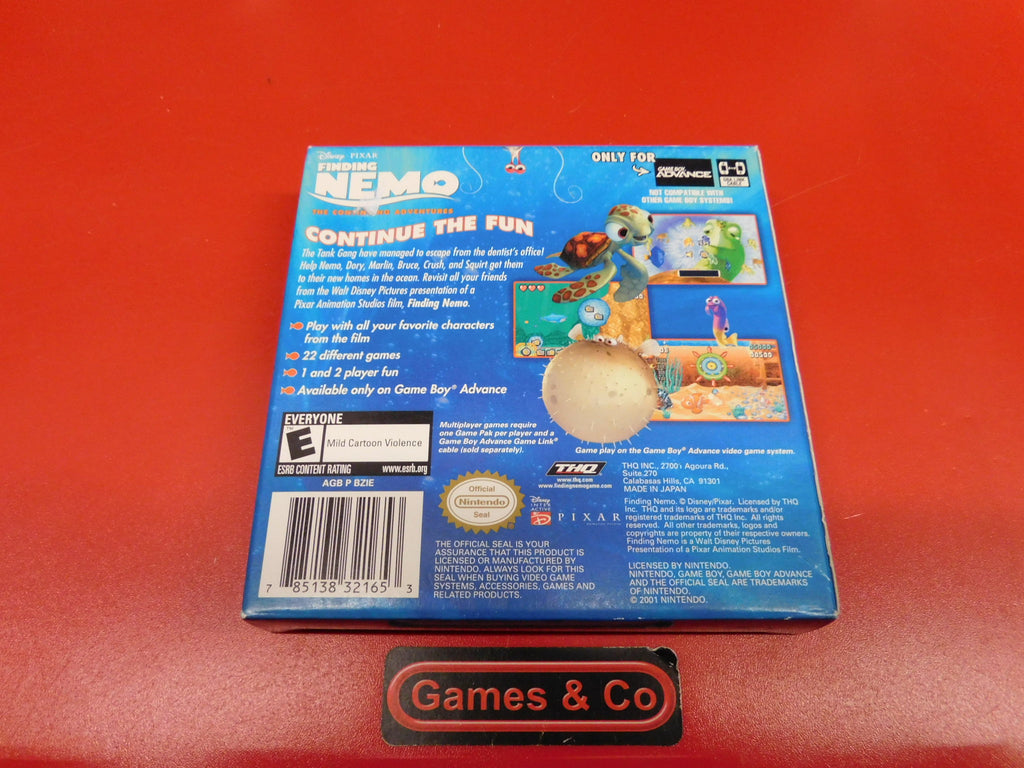 Disney PIXAR
FINDING
NEMO
THE CONTINUING ADVENTURES
CONTINUE THE FUN
The Tank Gang have managed to escape from the dentist's office!
Help Nemo, Dory, Marlin, Bruce, Crush, and Squirt get them
to their new homes in the ocean. Revisit all your friends
from the Walt Disney Pictures presentation of a
Pixar Animation Studios film, Finding Nemo.
Play with all your favorite characters
from the film
22 different games
1 and 2 player fun
Available only on Game Boy® Advance
ONLY FOR
GAME BOY
ADVANCE
GBA LINK
CABLE
NOT COMPATIBLE WITH
OTHER GAME BOY SYSTEMS!
EVERYONE
E
Mild Cartoon Violence
ESRB CONTENT RATING www.esrb.org
AGB P BZIE
7 85138 32165 3
Multiplayer games require
one Game Pak per player and a
Game Boy Advance Game Link®
cable (sold separately).
Game play on the Game Boy® Advance video game system.
Official
Nintendo
Seal
THE OFFICIAL SEAL IS YOUR
ASSURANCE THAT THIS PRODUCT IS
LICENSED OR MANUFACTURED BY
NINTENDO. ALWAYS LOOK FOR THIS
SEAL WHEN BUYING VIDEO GAME
SYSTEMS, ACCESSORIES, GAMES AND
RELATED PRODUCTS.
THQ
www.thq.com
www.findingnemogame.com
Disney
INTER
ACTIVE
PIXAR
THQ INC., 27001 Agoura Rd.,
Suite 270
Calabasas Hills, CA 91301
MADE IN JAPAN
Finding Nemo. © Disney/Pixar. Licensed by THQ
Inc. THQ and its logo are trademarks and/or
registered trademarks of THQ Inc. All rights
reserved. All other trademarks, logos and
copyrights are property of their respective owners.
Finding Nemo is a Walt Disney Pictures
Presentation of a Pixar Animation Studios Film.
LICENSED BY NINTENDO.
NINTENDO, GAME BOY, GAME BOY ADVANCE
AND THE OFFICIAL SEAL ARE TRADEMARKS
OF NINTENDO.
© 2001 NINTENDO.
Games & Co